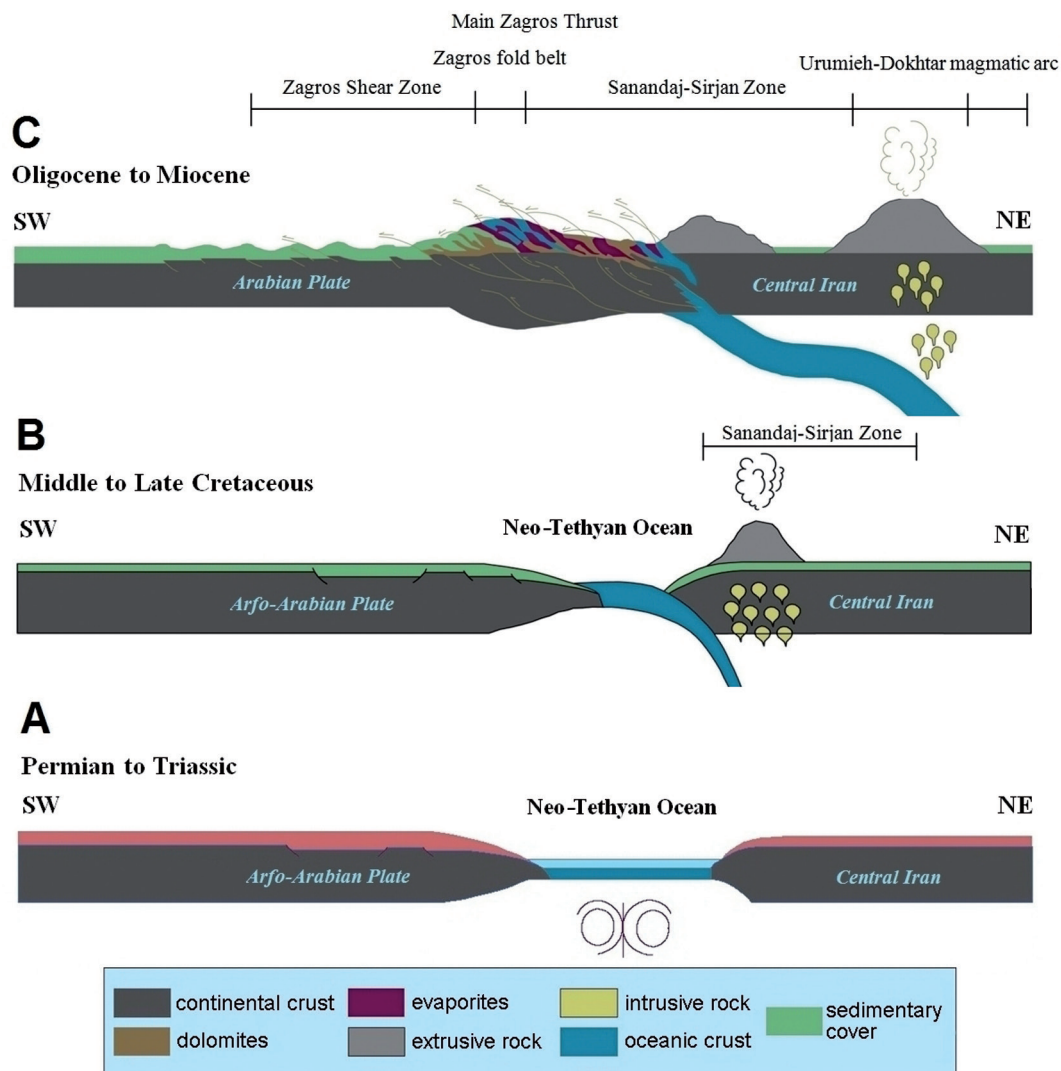 Main Zagros Thrust
Zagros fold belt
Urumieh-Dokhtar magmatic arc
Zagros Shear Zone
Sanandaj-Sirjan Zone
C
Oligocene to Miocene
SW
NE
Arabian Plate
Central Iran
B
Sanandaj-Sirjan Zone
Middle to Late Cretaceous
SW
Neo-Tethyan Ocean
NE
Arfo-Arabian Plate
Central Iran
A
Permian to Triassic
SW
Neo-Tethyan Ocean
NE
Arfo-Arabian Plate
Central Iran
continental crust
evaporites
intrusive rock
sedimentary
cover
dolomites
extrusive rock
oceanic crust